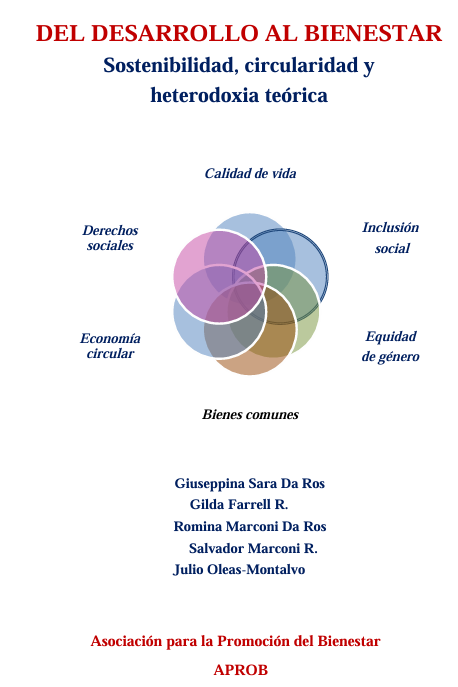 DEL DESARROLLO AL BIENESTAR
Sostenibilidad, circularidad y
heterodoxia teórica
Calidad de vida
Derechos
sociales
Inclusión
social
Economía
circular
Equidad
de género
Bienes comunes
Giuseppina Sara Da Ros
Gilda Farrell R.
Romina Marconi Da Ros
Salvador Marconi R.
Julio Oleas-Montalvo
Asociación para la Promoción del Bienestar
APROB